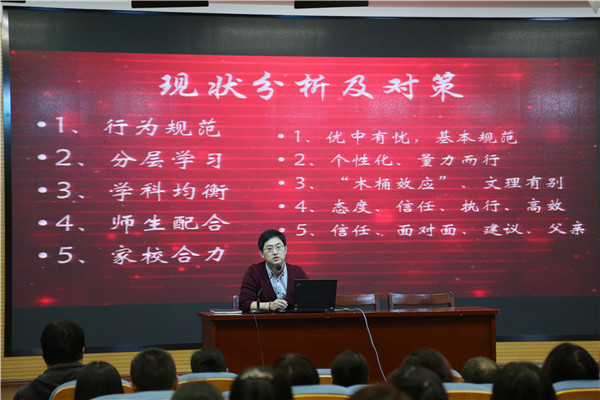 现状分析及对策
•1、行为规范
•2、分层学习
•3、学科均衡
•4、师生配合
•5、家校合力
•1、优中有忧，基本规范
•2、个性化、量力而行
•3、“木桶效应”、文理有别
•4、态度、信任、执行、高效
•5、信任、面对面、建议、父亲